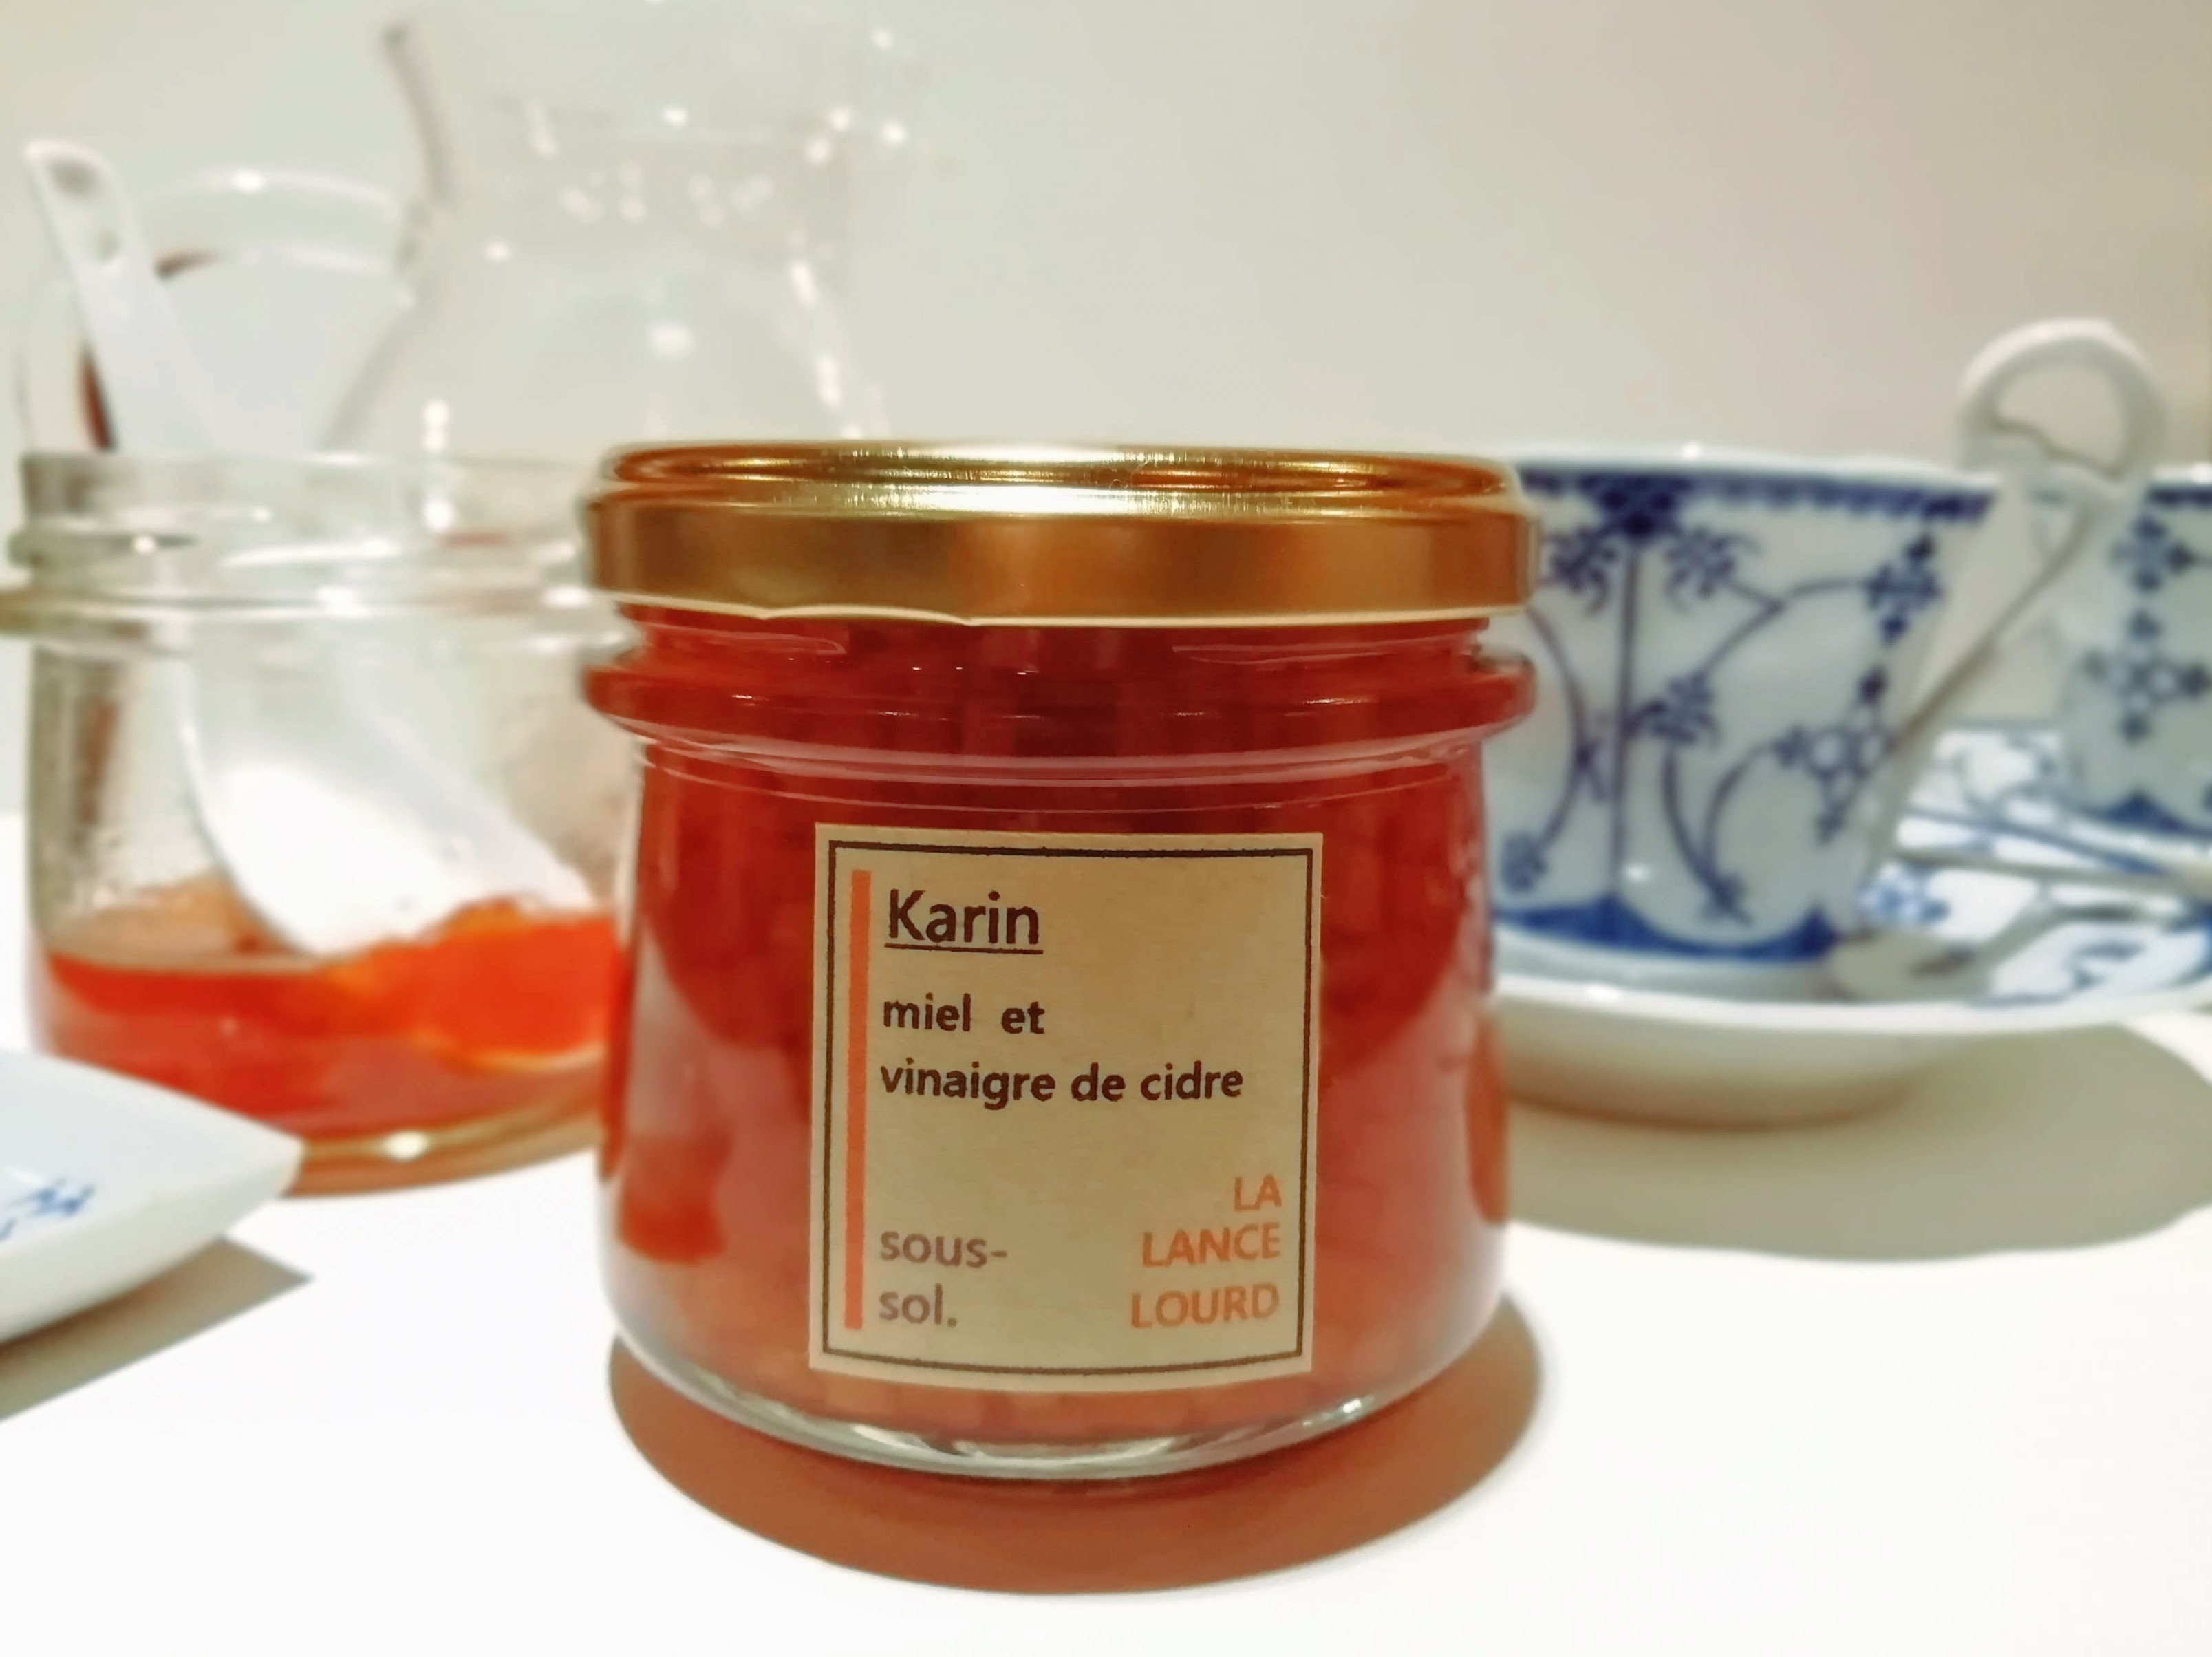 Karin
miel et
vinaigre de cidre
sous-
sol.
LA
LANCE
LOURD